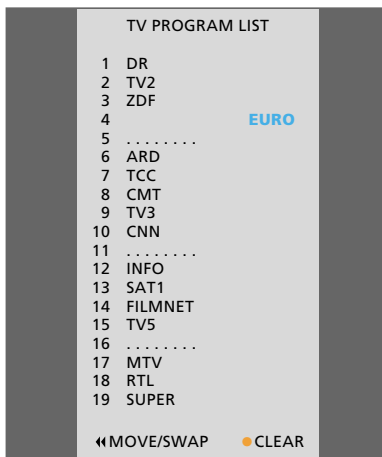 TV PROGRAM LIST
1 DR
2 TV2
3 ZDF
4 EURO
5 ........
6 ARD
7 TCC
8 CMT
9 TV3
10 CNN
11 ........
12 INFO
13 SAT1
14 FILMNET
15 TV5
16 ........
17 MTV
18 RTL
19 SUPER
◂◂MOVE/SWAP ●CLEAR